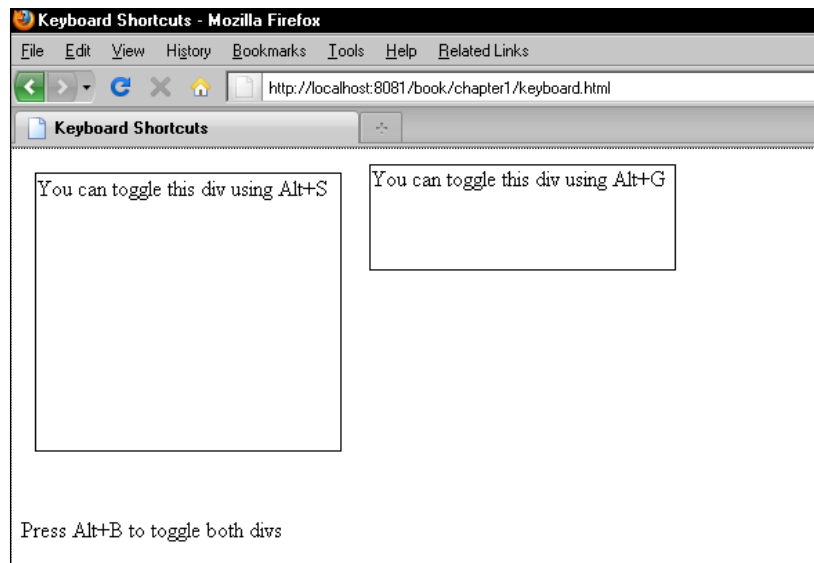 Keyboard Shortcuts - Mozilla Firefox
File Edit View History Bookmarks Tools Help Related Links
http://localhost:8081/book/chapter1/keyboard.html
Keyboard Shortcuts
You can toggle this div using Alt+S
You can toggle this div using Alt+G
Press Alt+B to toggle both divs